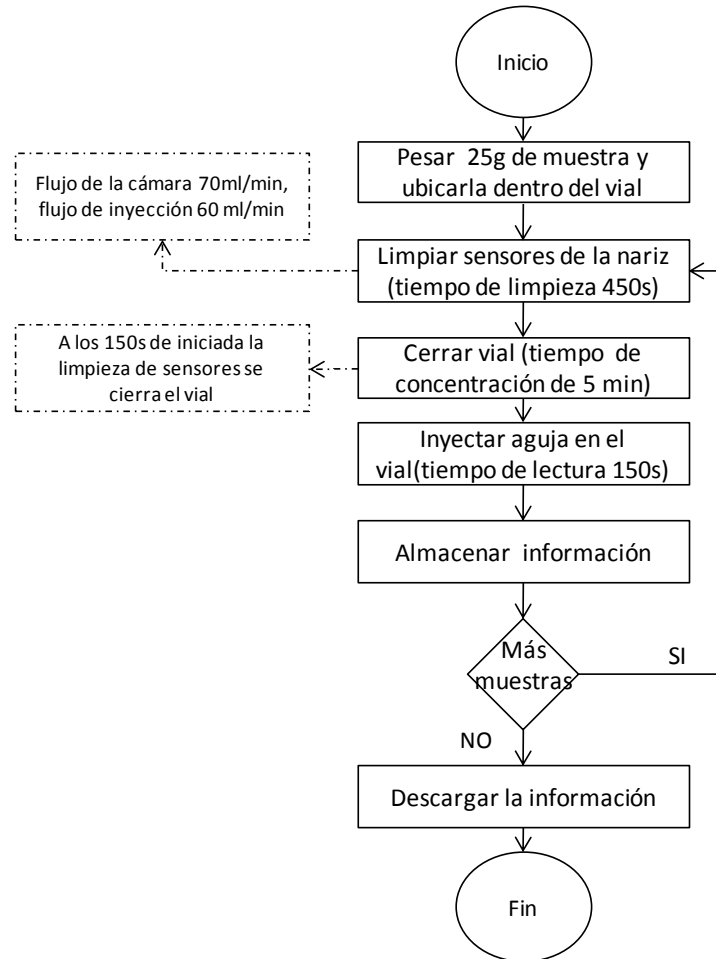 Inicio
Pesar 25g de muestra y
ubicarla dentro del vial
Flujo de la cámara 70ml/min,
flujo de inyección 60 ml/min
Limpiar sensores de la nariz
(tiempo de limpieza 450s)
A los 150s de iniciada la
limpieza de sensores se
cierra el vial
Cerrar vial (tiempo de
concentración de 5 min)
Inyectar aguja en el
vial(tiempo de lectura 150s)
Almacenar información
Más
muestras
SI
NO
Descargar la información
Fin